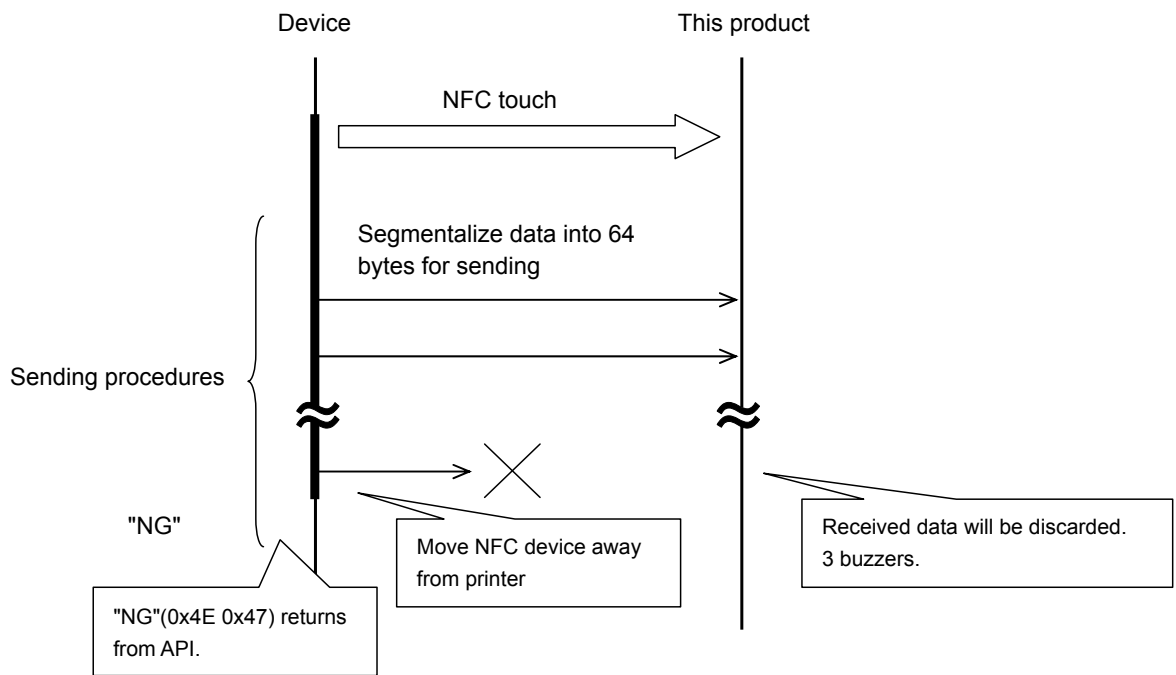 Device
This product
NFC touch
Segmentalize data into 64
bytes for sending
Sending procedures
"NG"
Move NFC device away
from printer
Received data will be discarded.
3 buzzers.
"NG"(0x4E 0x47) returns
from API.